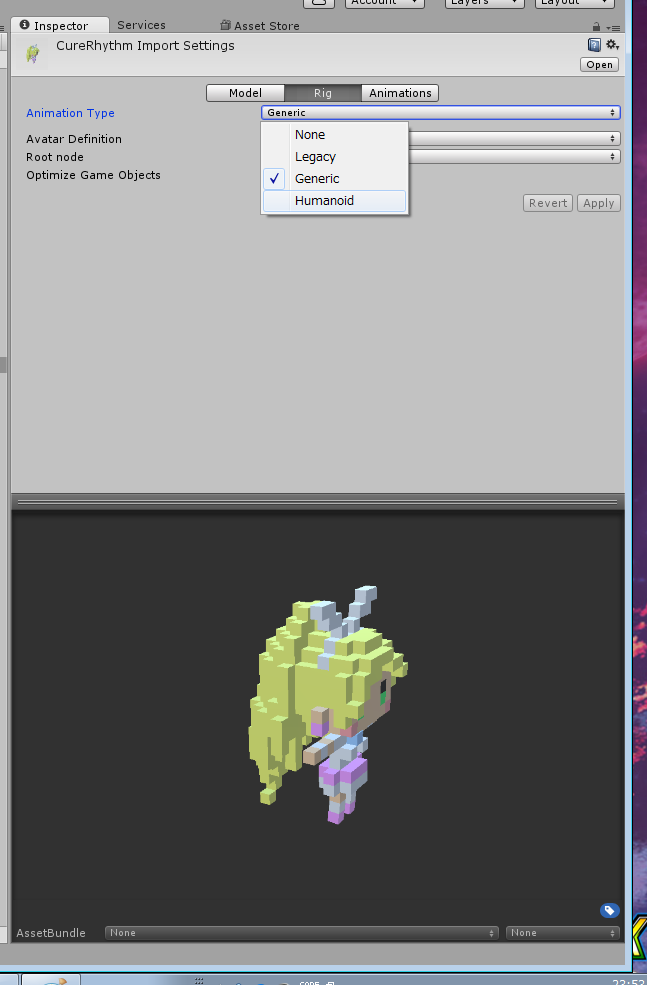 Account
Layers
Layout
Inspector
Services
Asset Store
CureRhythm Import Settings
Open
Model
Rig
Animations
Animation Type
Generic
None
Legacy
Generic
Humanoid
Avatar Definition
Root node
Optimize Game Objects
Revert
Apply
AssetBundle
None
None
CODE